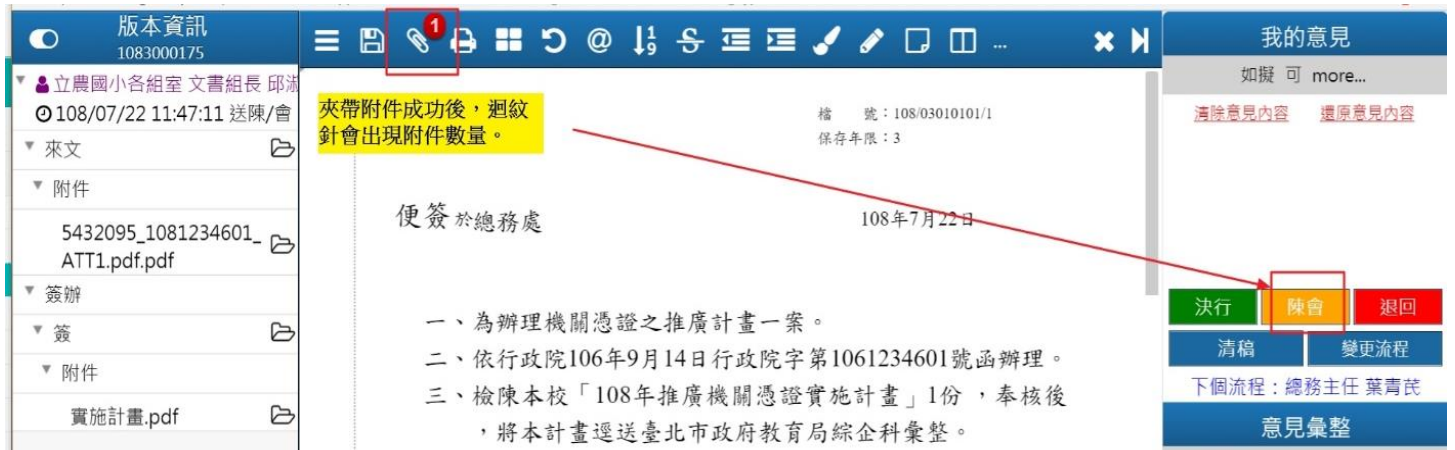 版本資訊
1083000175
立農國小各組室 文書組長 邱淑
108/07/22 11:47:11 送陳/會
來文
附件
5432095_1081234601_
ATT1.pdf.pdf
簽辦
簽
附件
實施計畫.pdf
1
...
夾帶附件成功後，迴紋
針會出現附件數量。
檔 號：108/03010101/1
保存年限：3
便簽 於總務處 108年7月22日
一、為辦理機關憑證之推廣計畫一案。
二、依行政院106年9月14日行政院字第1061234601號函辦理。
三、檢陳本校「108年推廣機關憑證實施計畫」1份 ，奉核後
，將本計畫逕送臺北市政府教育局綜企科彙整。
我的意見
如擬 可 more...
清除意見內容 還原意見內容
決行 陳會 退回
清稿 變更流程
下個流程：總務主任 葉青芪
意見彙整